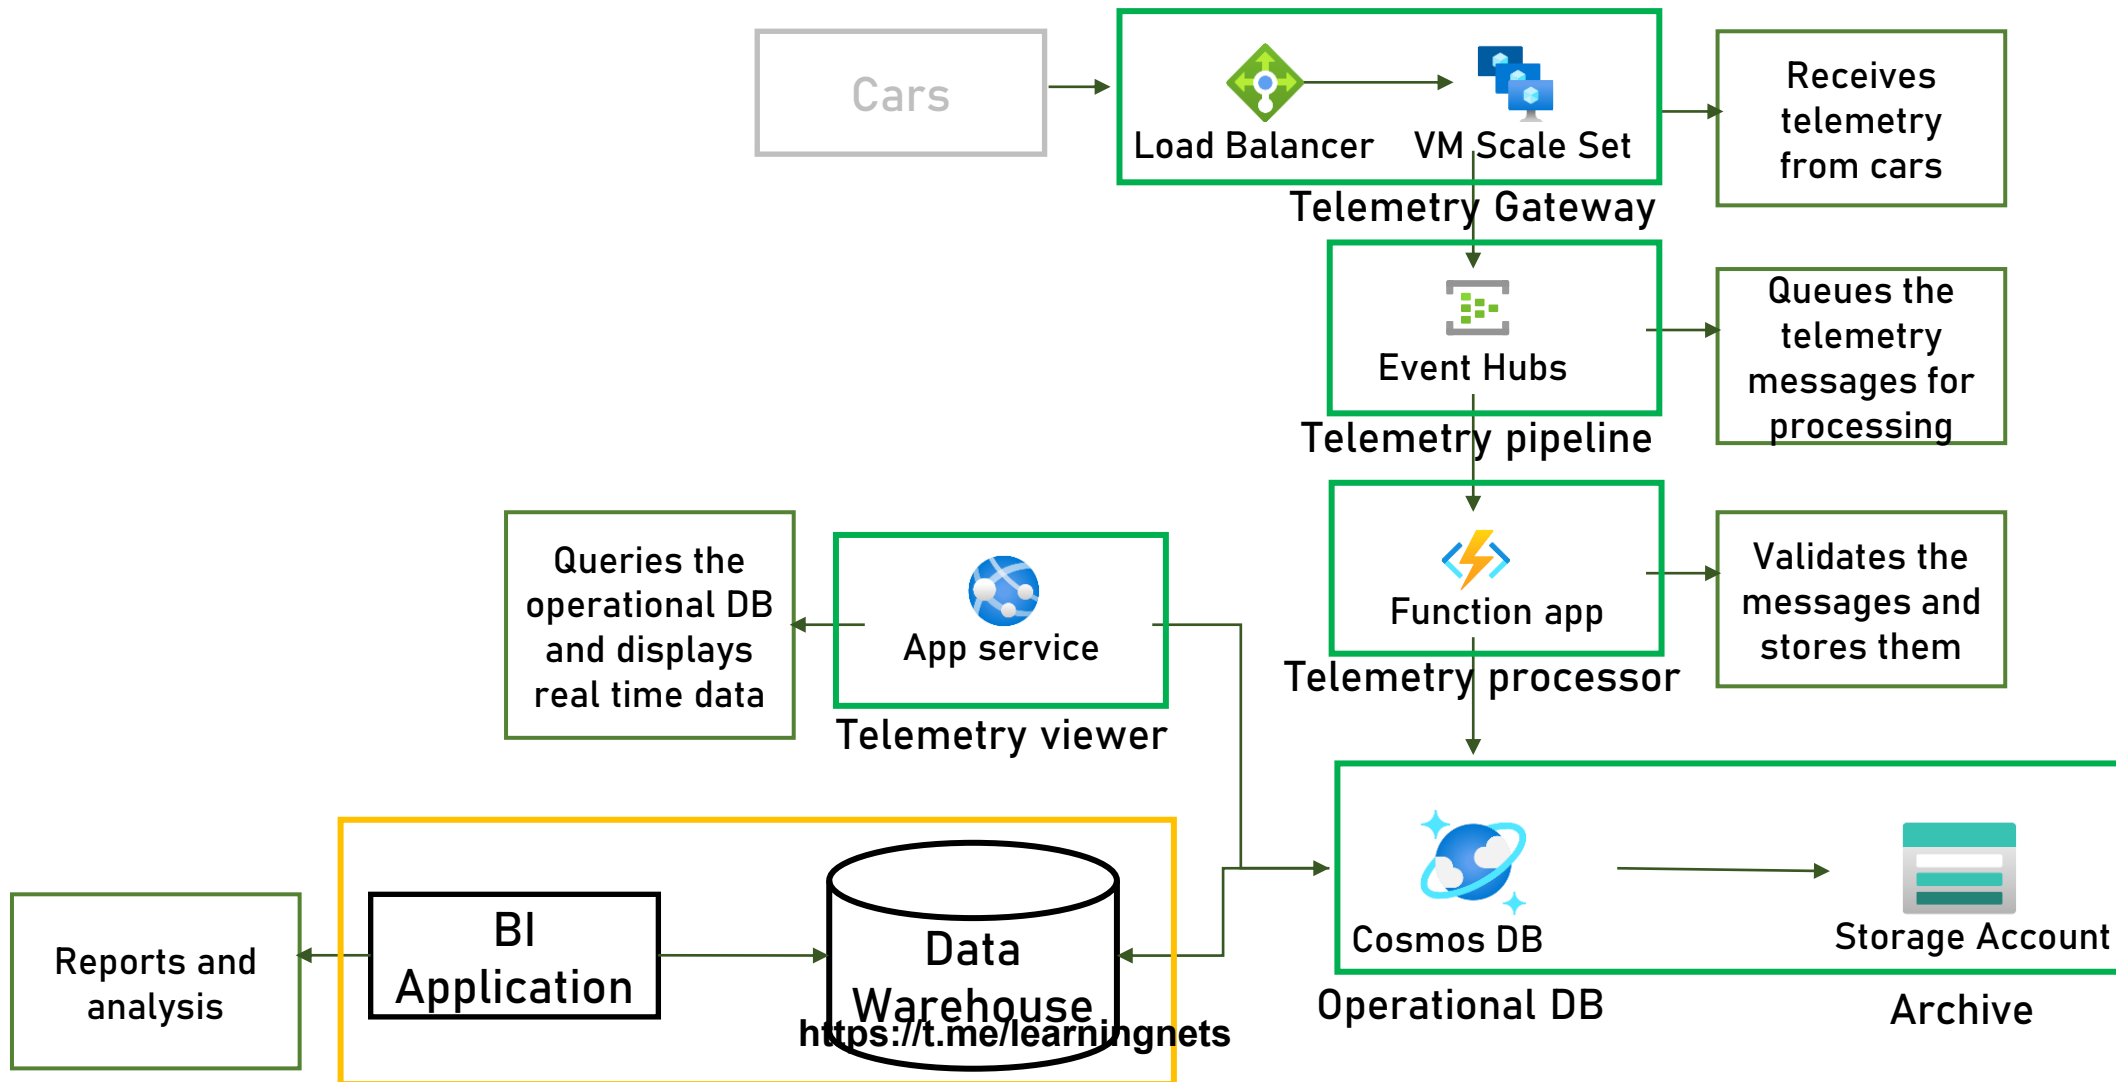 Cars
Load Balancer
VM Scale Set
Telemetry Gateway
Receives
telemetry
from cars
Event Hubs
Telemetry pipeline
Queues the
telemetry
messages for
processing
Function app
Telemetry processor
Validates the
messages and
stores them
Queries the
operational DB
and displays
real time data
App service
Telemetry viewer
Reports and
analysis
BI
Application
Data
Warehouse
https://t.me/learningnets
Cosmos DB
Operational DB
Storage Account
Archive